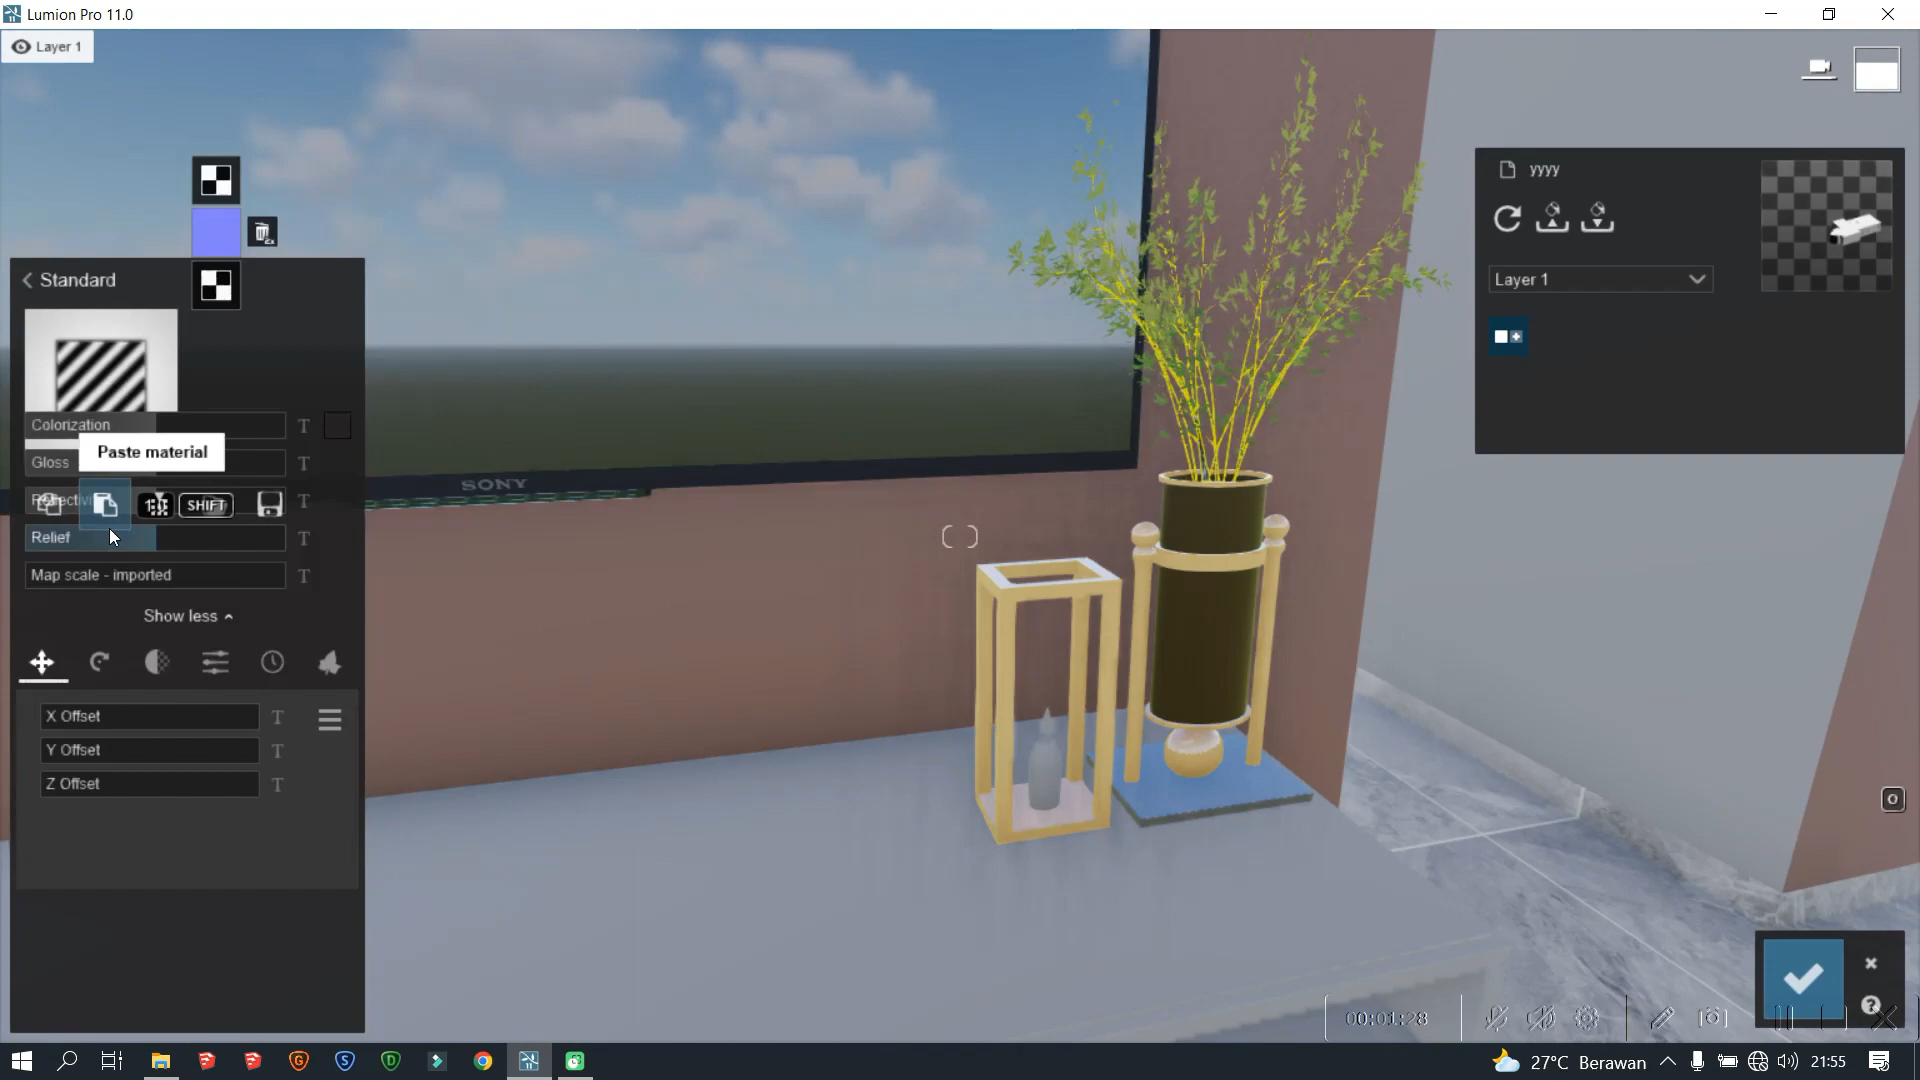 Lumion Pro 11.0
Layer 1
yyyy
Layer 1
Standard
Colorization
T
Paste material
Gloss
T
SONY
Reflectiv
SHIFT
T
Relief
T
Map scale - imported
T
Show less
X Offset
T
Y Offset
T
Z Offset
T
O
00:01:28
27°C Berawan
21:55